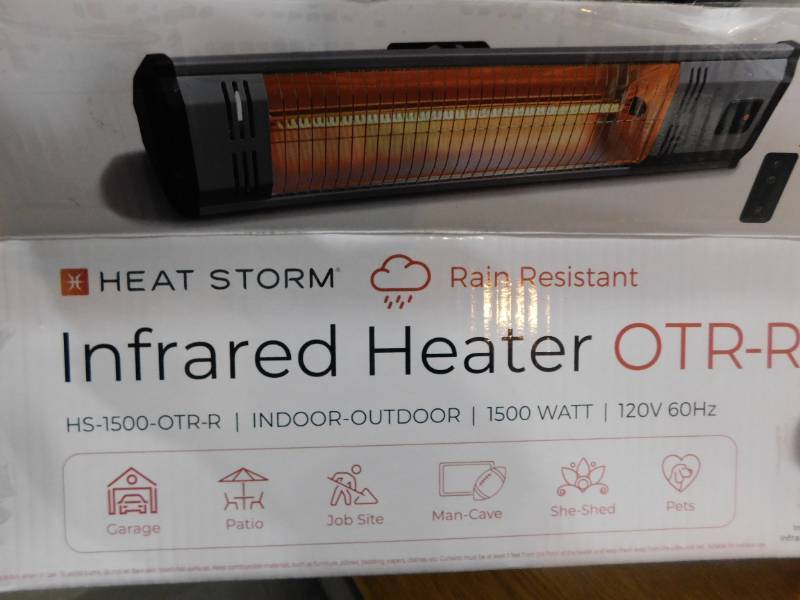 HEAT STORM®
Rain Resistant
Infrared Heater OTR-R
HS-1500-OTR-R | INDOOR-OUTDOOR | 1500 WATT | 120V 60Hz
Garage
Patio
Job Site
Man-Cave
She-Shed
Pets